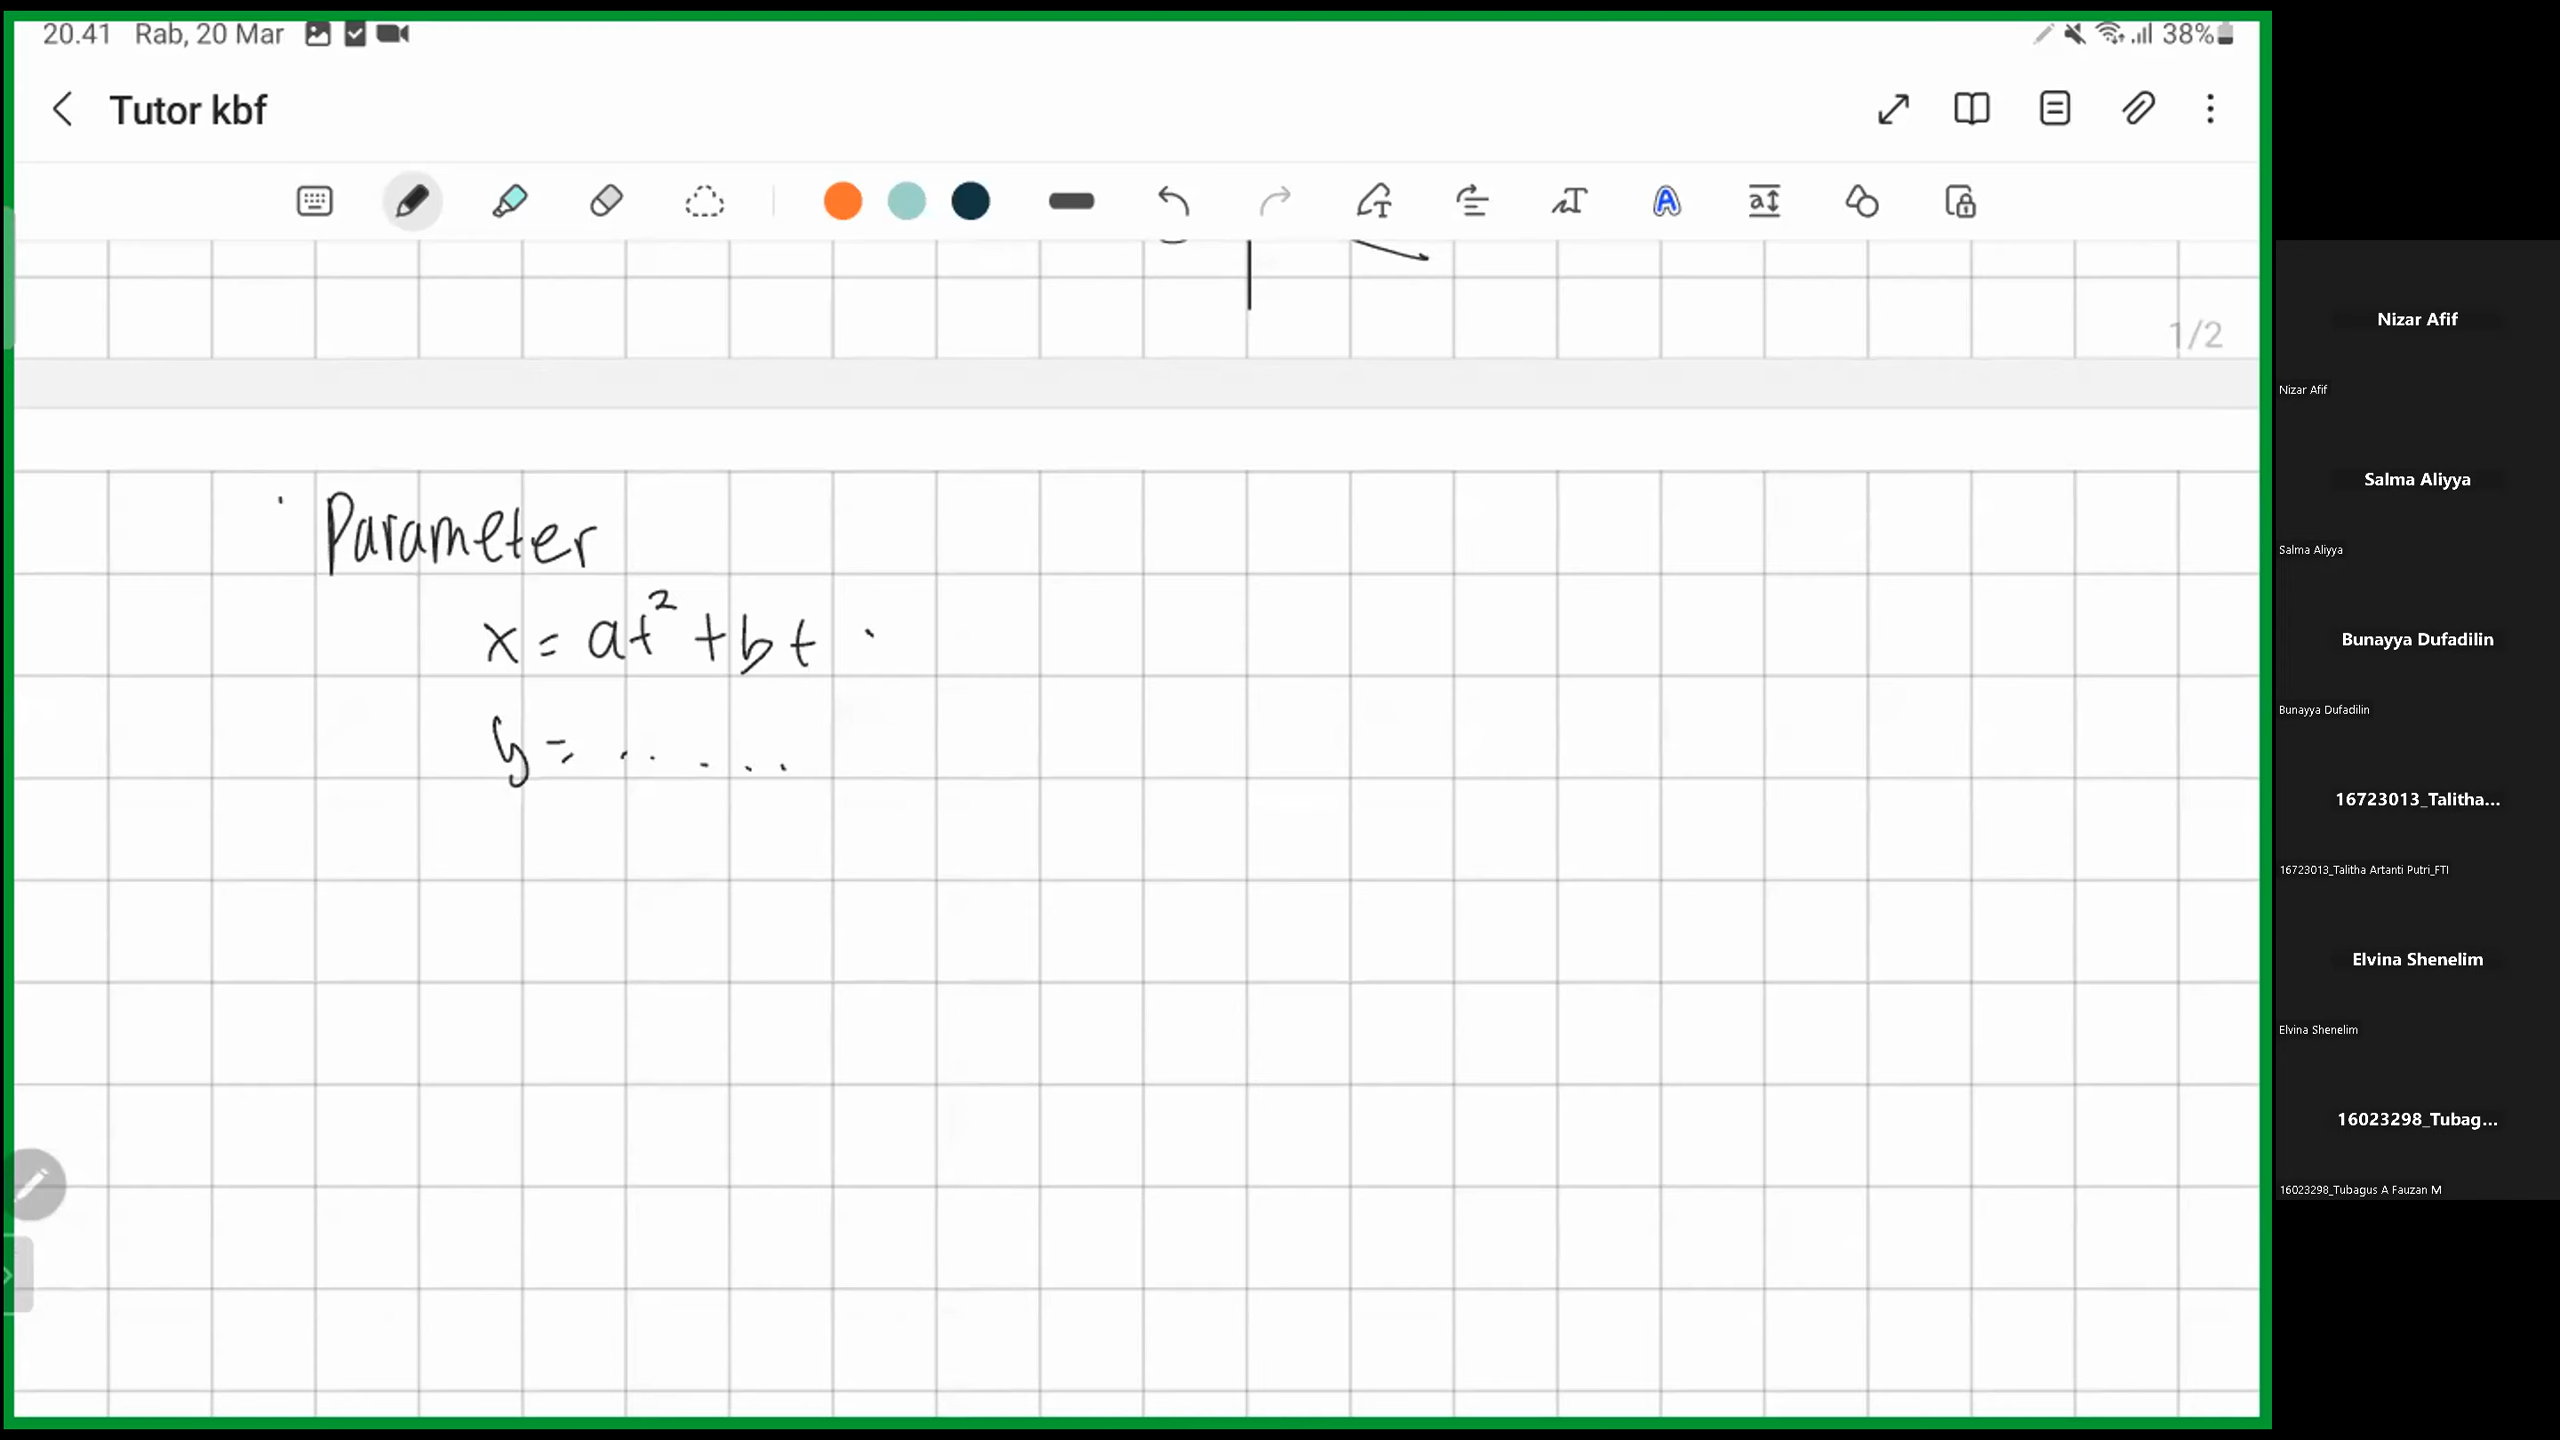 20.41 Rab, 20 Mar 38%
Tutor kbf
1/2
Parameter
x = at² + bt .
y = ......
Nizar Afif
Nizar Afif
Salma Aliyya
Salma Aliyya
Bunayya Dufadilin
Bunayya Dufadilin
16723013_Talitha...
16723013_Talitha Artanti Putri_FTI
Elvina Shenelim
Elvina Shenelim
16023298_Tubag...
16023298_Tubagus A Fauzan M